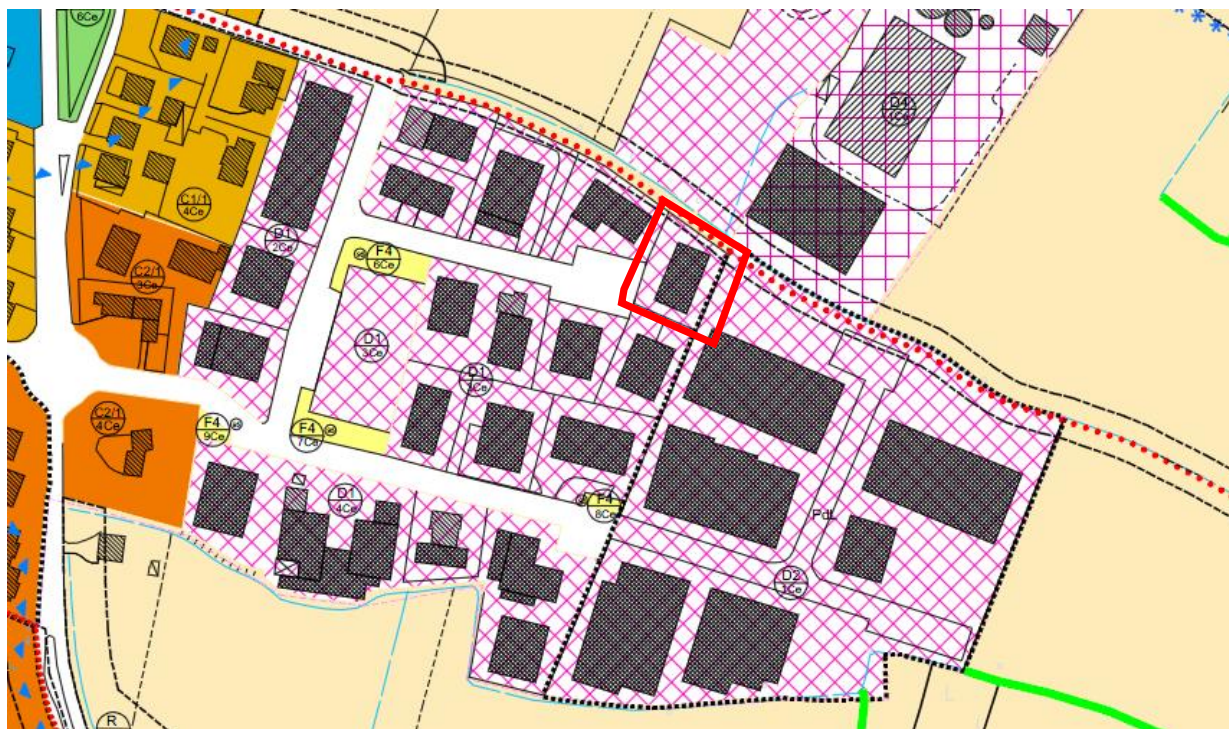 6Ce
D4
1Ce
C1/1
4Ce
D1
2Ce
F4
6Ce
C2/1
3Ce
D1
3Ce
D1
3Ce
C2/1
4Ce
F4
9Ce
F4
7Ce
D1
4Ce
F4
8Ce
PdL
D2
1Ce
R